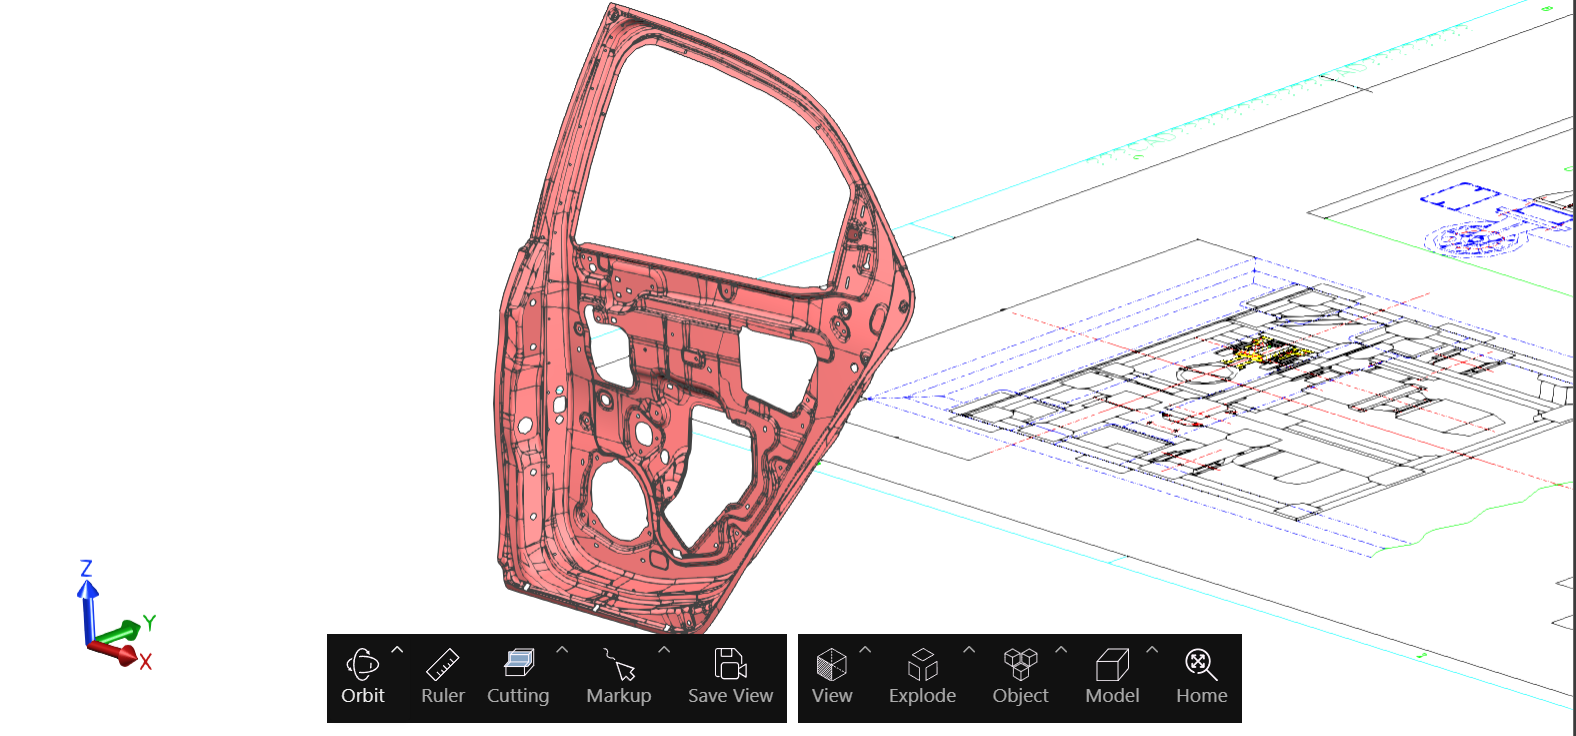 Z
Y
X
Orbit
Ruler
Cutting
Markup
Save View
View
Explode
Object
Model
Home